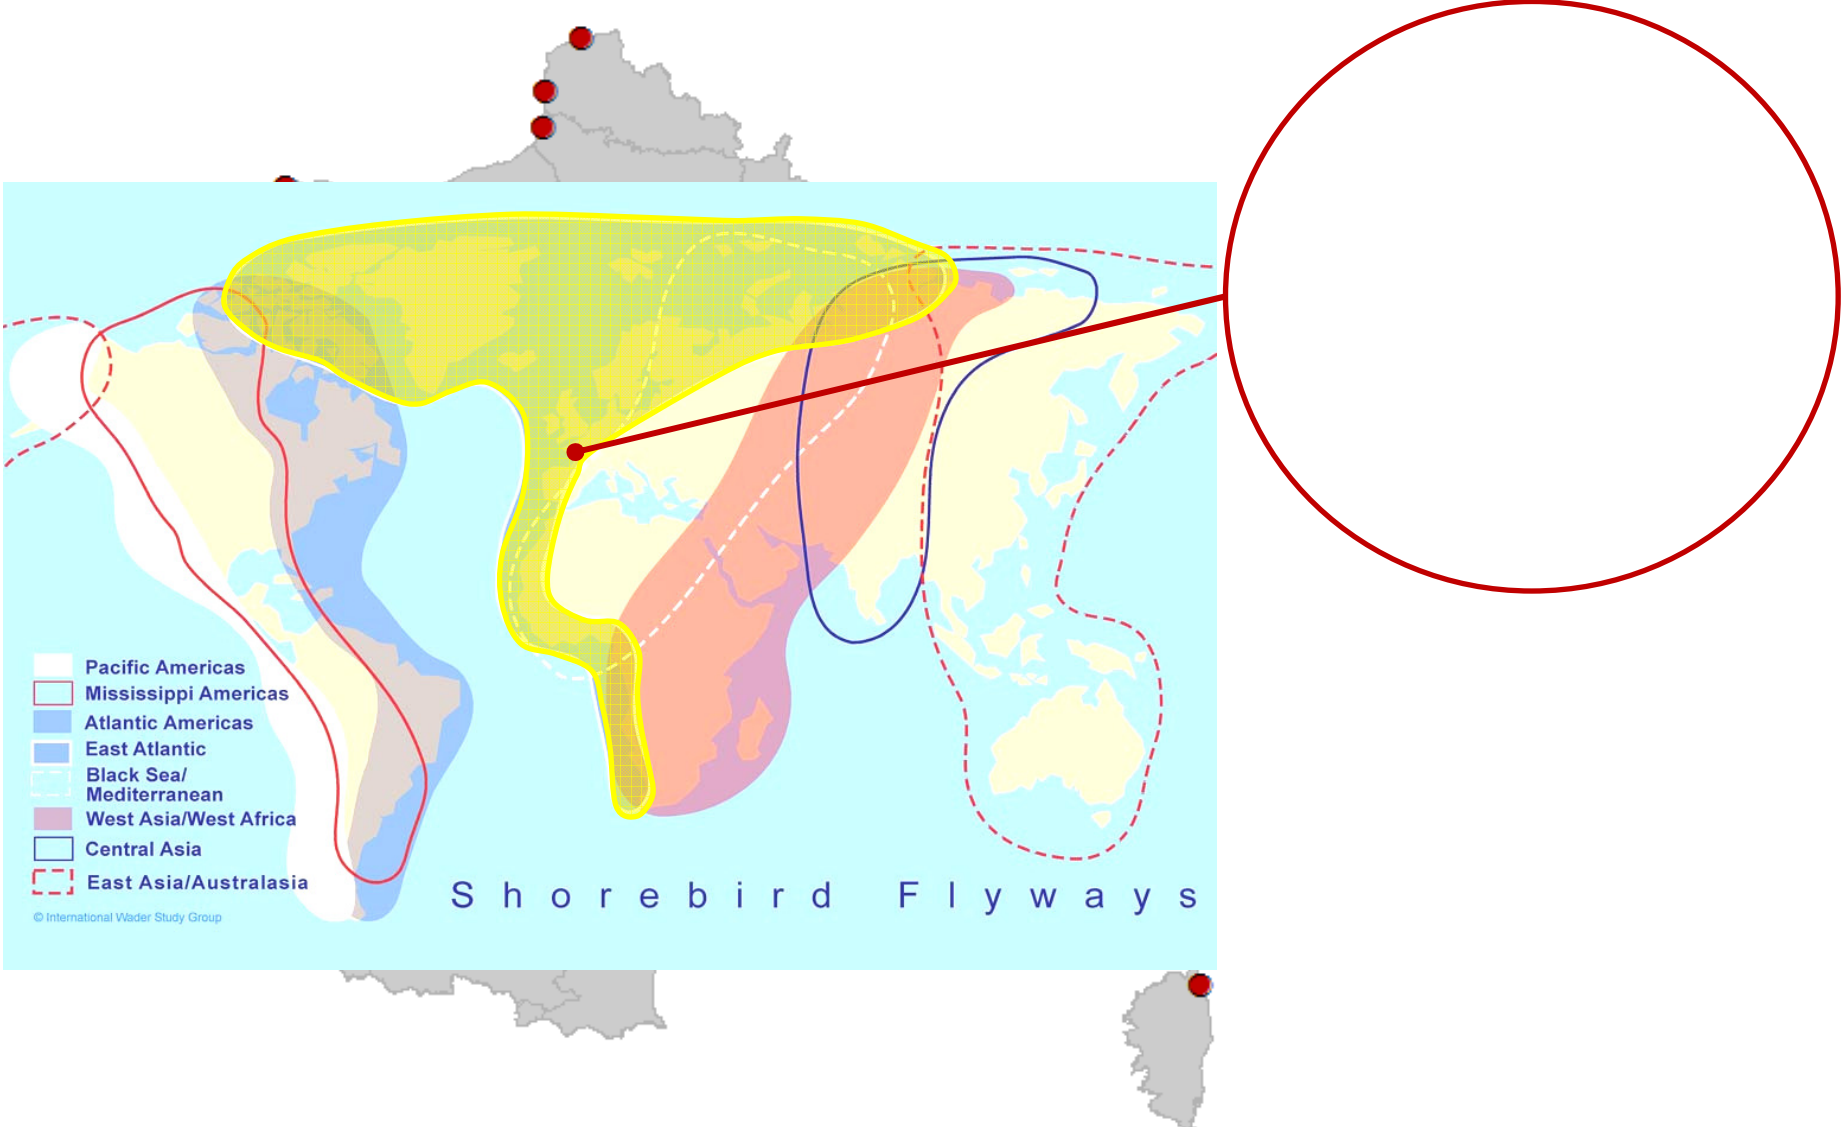 Pacific Americas
Mississippi Americas
Atlantic Americas
East Atlantic
Black Sea/
Mediterranean
West Asia/West Africa
Central Asia
East Asia/Australasia
© International Wader Study Group
Shorebird Flyways